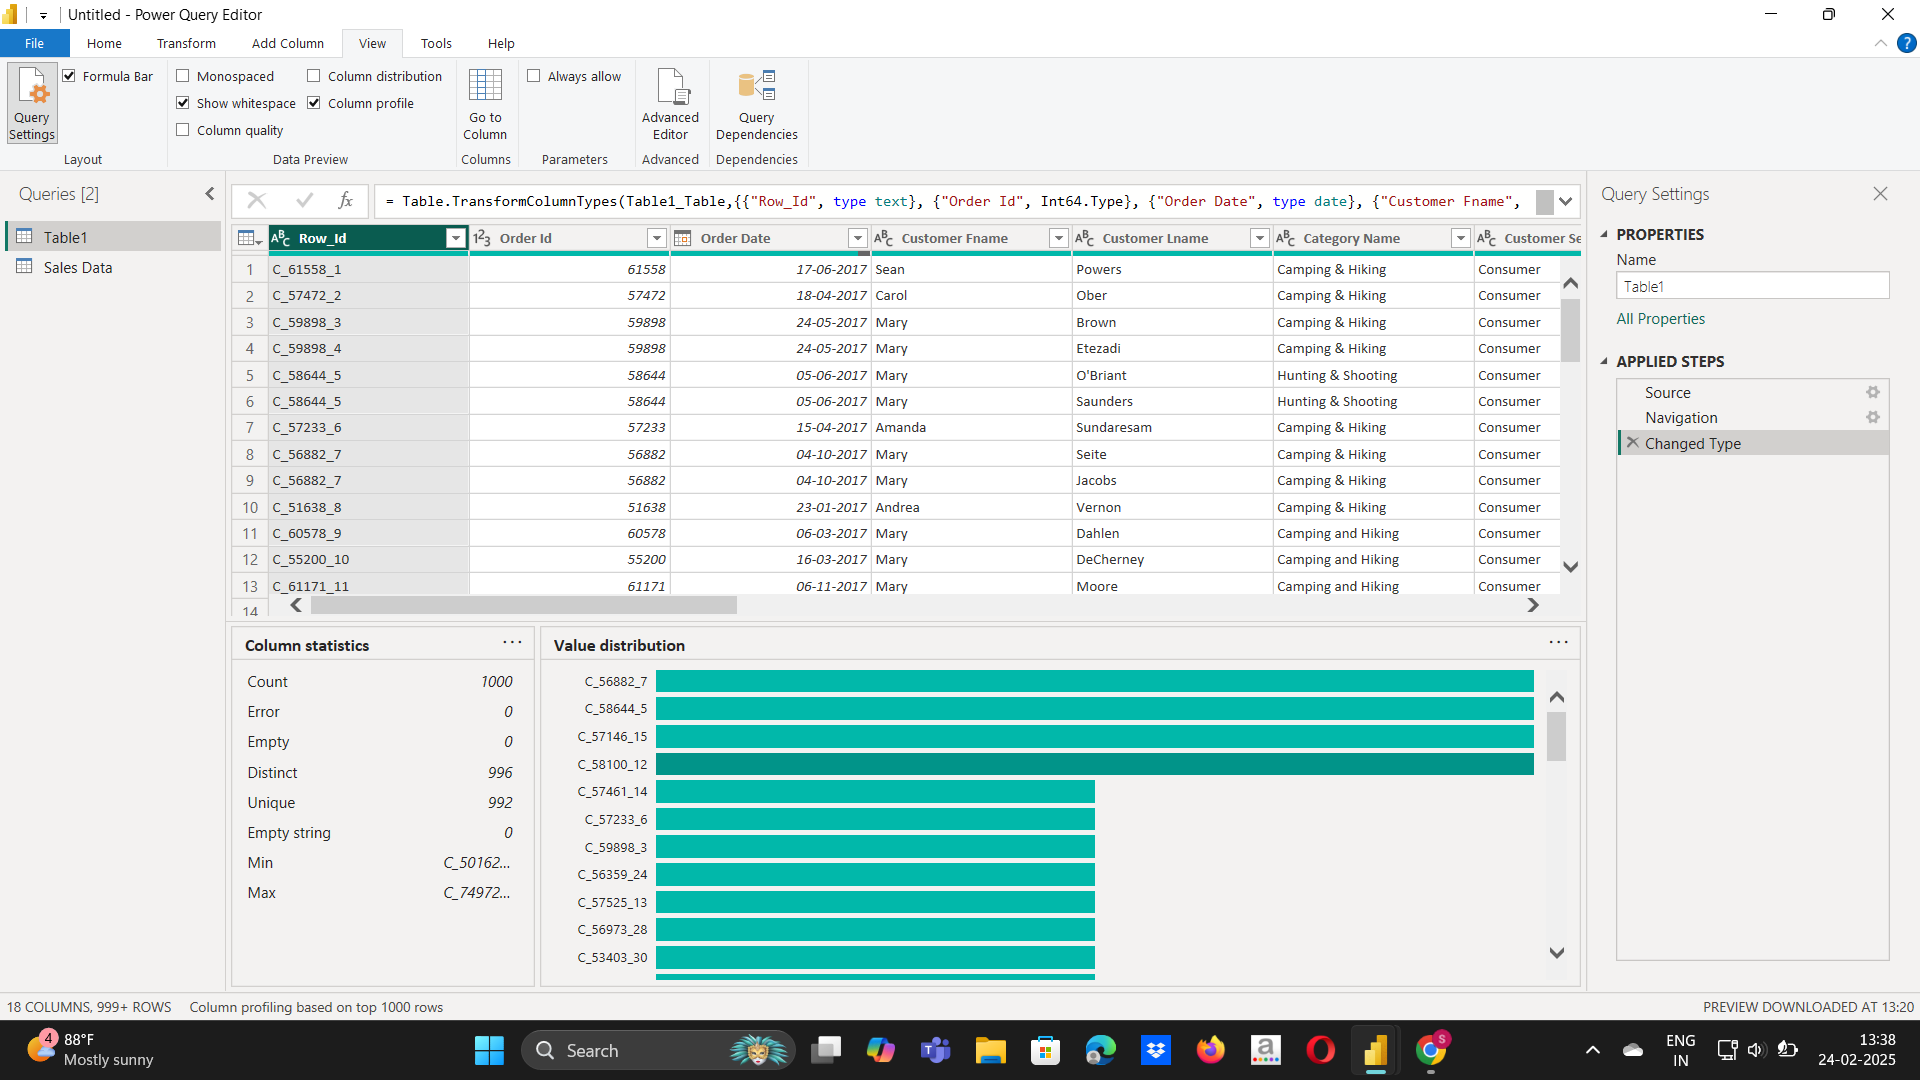 Untitled - Power Query Editor
File Home Transform Add Column View Tools Help
Query Settings
Formula Bar
Layout
Monospaced
Show whitespace
Column quality
Column distribution
Column profile
Data Preview
Go to Column
Columns
Always allow
Parameters
Advanced Editor
Advanced
Query Dependencies
Dependencies
Queries [2]
Table1
Sales Data
fx = Table.TransformColumnTypes(Table1_Table,{{"Row_Id", type text}, {"Order Id", Int64.Type}, {"Order Date", type date}, {"Customer Fname",
Row_Id Order Id Order Date Customer Fname Customer Lname Category Name Customer Se
1 C_61558_1 61558 17-06-2017 Sean Powers Camping & Hiking Consumer
2 C_57472_2 57472 18-04-2017 Carol Ober Camping & Hiking Consumer
3 C_59898_3 59898 24-05-2017 Mary Brown Camping & Hiking Consumer
4 C_59898_4 59898 24-05-2017 Mary Etezadi Camping & Hiking Consumer
5 C_58644_5 58644 05-06-2017 Mary O'Briant Hunting & Shooting Consumer
6 C_58644_5 58644 05-06-2017 Mary Saunders Hunting & Shooting Consumer
7 C_57233_6 57233 15-04-2017 Amanda Sundaresam Camping & Hiking Consumer
8 C_56882_7 56882 04-10-2017 Mary Seite Camping & Hiking Consumer
9 C_56882_7 56882 04-10-2017 Mary Jacobs Camping & Hiking Consumer
10 C_51638_8 51638 23-01-2017 Andrea Vernon Camping & Hiking Consumer
11 C_60578_9 60578 06-03-2017 Mary Dahlen Camping and Hiking Consumer
12 C_55200_10 55200 16-03-2017 Mary DeCherney Camping and Hiking Consumer
13 C_61171_11 61171 06-11-2017 Mary Moore Camping and Hiking Consumer
14
Column statistics
Count 1000
Error 0
Empty 0
Distinct 996
Unique 992
Empty string 0
Min C_50162...
Max C_74972...
Value distribution
C_56882_7
C_58644_5
C_57146_15
C_58100_12
C_57461_14
C_57233_6
C_59898_3
C_56359_24
C_57525_13
C_56973_28
C_53403_30
Query Settings
PROPERTIES
Name
Table1
All Properties
APPLIED STEPS
Source
Navigation
Changed Type
18 COLUMNS, 999+ ROWS Column profiling based on top 1000 rows PREVIEW DOWNLOADED AT 13:20
4
88°F
Mostly sunny
Search
S
ENG
IN
13:38
24-02-2025